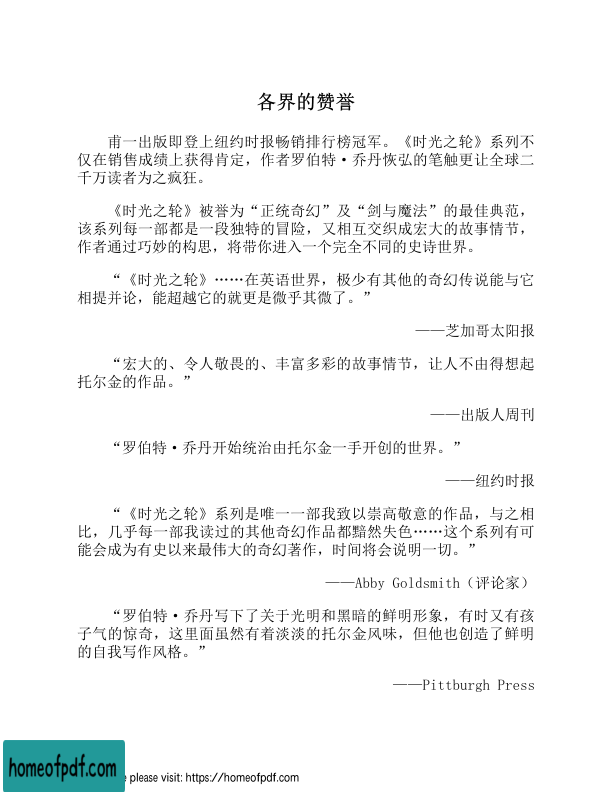 各界的赞誉
甫一出版即登上纽约时报畅销排行榜冠军。《时光之轮》系列不
仅在销售成绩上获得肯定，作者罗伯特·乔丹恢弘的笔触更让全球二
千万读者为之疯狂。
《时光之轮》被誉为“正统奇幻”及“剑与魔法”的最佳典范，
该系列每一部都是一段独特的冒险，又相互交织成宏大的故事情节，
作者通过巧妙的构思，将带你进入一个完全不同的史诗世界。
“《时光之轮》……在英语世界，极少有其他的奇幻传说能与它
相提并论，能超越它的就更是微乎其微了。”
——芝加哥太阳报
“宏大的、令人敬畏的、丰富多彩的故事情节，让人不由得想起
托尔金的作品。”
——出版人周刊
“罗伯特·乔丹开始统治由托尔金一手开创的世界。”
——纽约时报
“《时光之轮》系列是唯一一部我致以崇高敬意的作品，与之相
比，几乎每一部我读过的其他奇幻作品都黯然失色……这个系列有可
能会成为有史以来最伟大的奇幻著作，时间将会说明一切。”
——Abby Goldsmith（评论家）
“罗伯特·乔丹写下了关于光明和黑暗的鲜明形象，有时又有孩
子气的惊奇，这里面虽然有着淡淡的托尔金风味，但他也创造了鲜明
的自我写作风格。”
——Pittburgh Press
homeofpdf.com
e please visit: https://homeofpdf.com